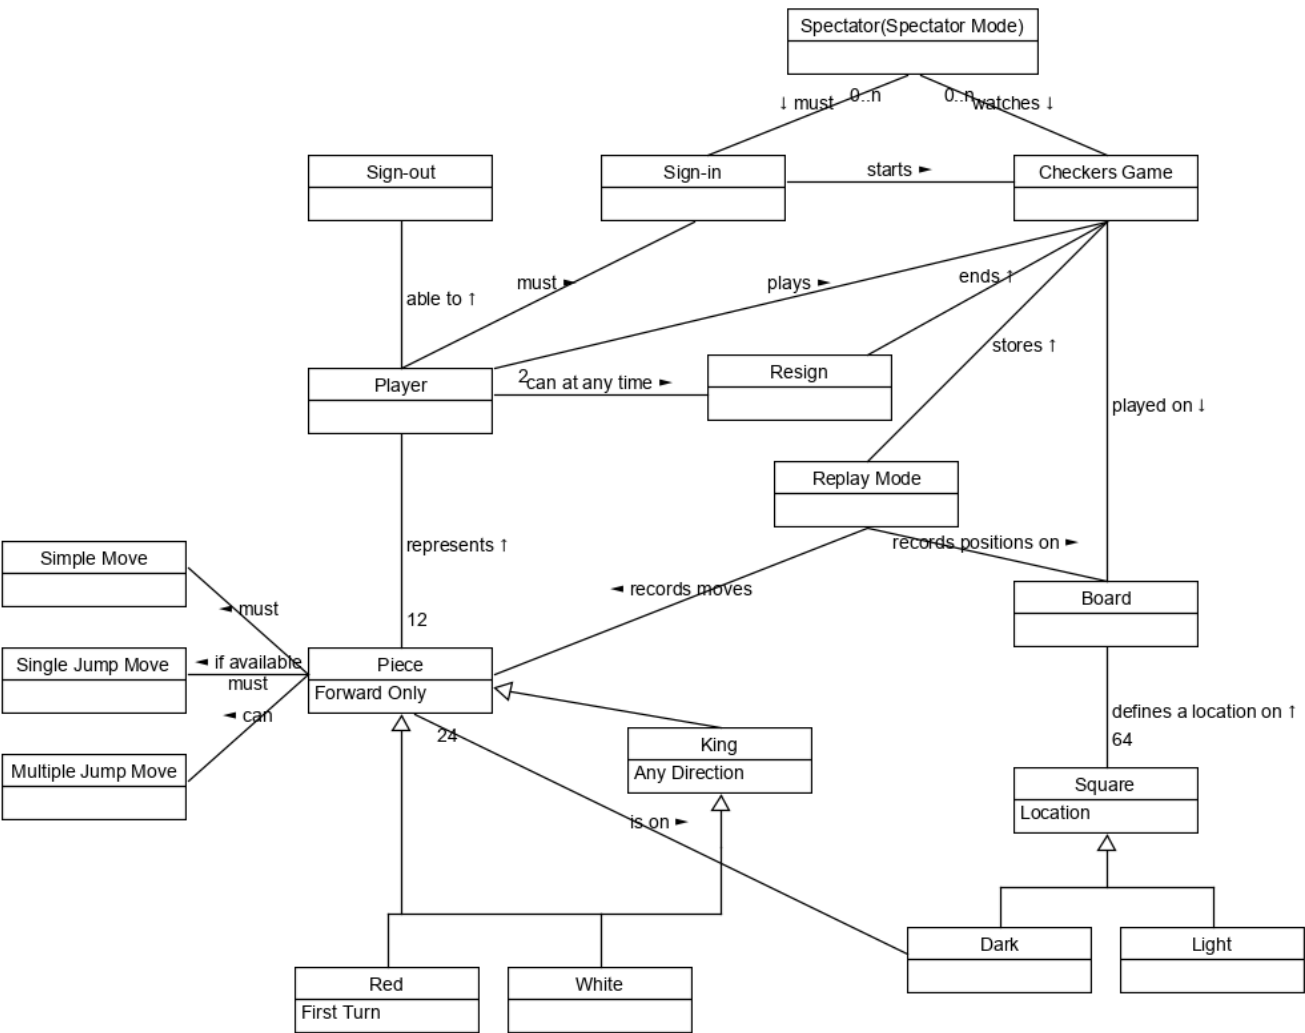 Spectator(Spectator Mode)
↓ must
0..n
0..n
watches ↓
Sign-out
Sign-in
starts ►
Checkers Game
able to ↑
must ►
plays ►
ends ↑
stores ↑
Player
2
can at any time ►
Resign
played on ↓
Replay Mode
represents ↑
records positions on ►
◄ records moves
Simple Move
◄ must
12
Board
Single Jump Move
◄ if available
must
Piece
Forward Only
◄ can
24
defines a location on ↑
64
Multiple Jump Move
King
Any Direction
Square
Location
is on ►
Dark
Light
Red
First Turn
White